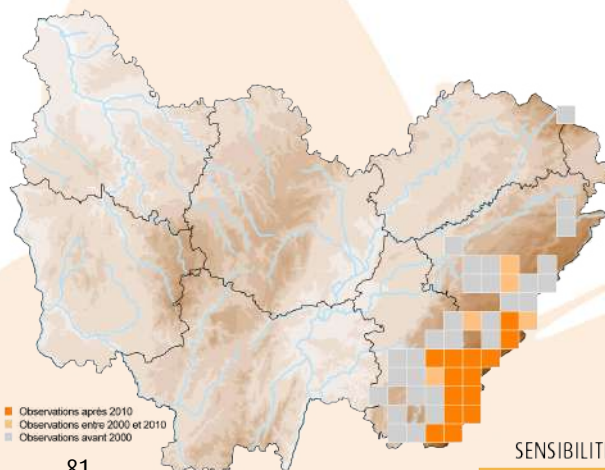 Observations après 2010
Observations entre 2000 et 2010
Observations avant 2000
81
SENSIBILIT